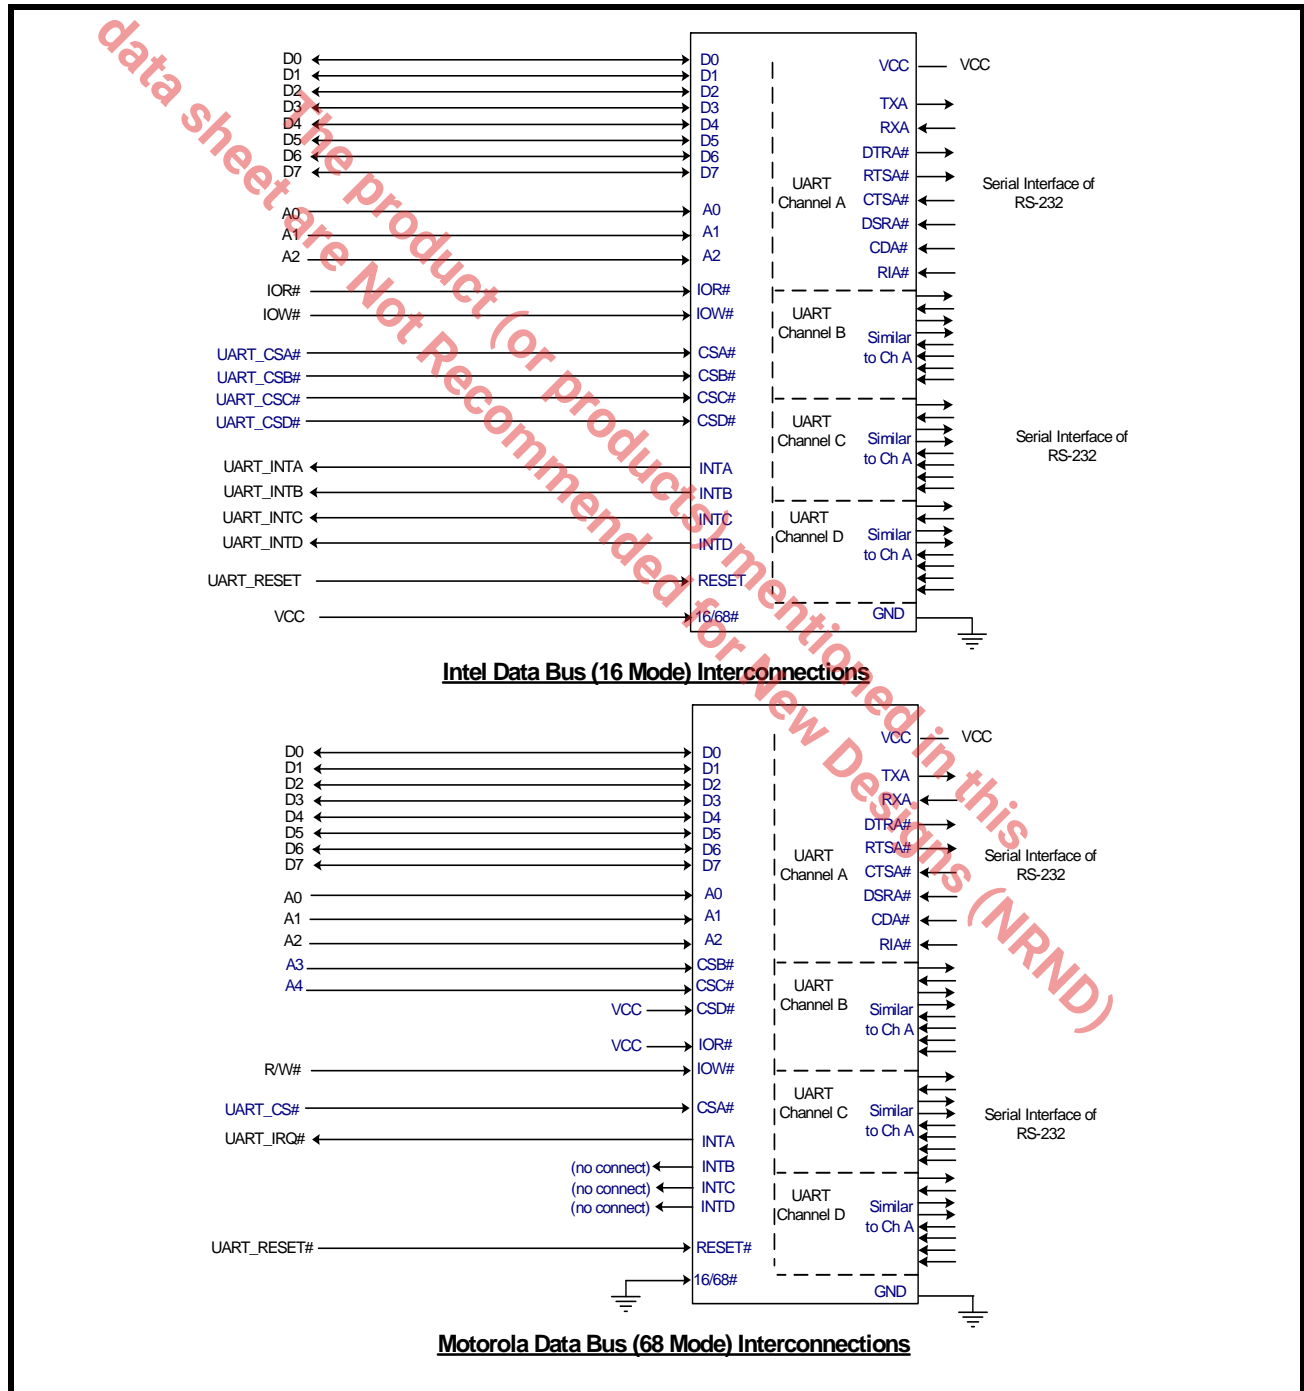 data sheet are Not Recommended for New Designs (NRND)
The product (or products) mentioned in this
D0 D0 VCC VCC
D1 D1
D2 D2
D3 D3 TXA
D4 D4 RXA
D5 D5
D6 D6 DTRA#
D7 D7 RTSA#
UART
Channel A
Serial Interface of
RS-232
CTSA#
A0 A0
A1 A1 DSRA#
A2 A2 CDA#
RIA#
IOR# IOR#
IOW# IOW#
UART
Channel B
Similar
to Ch A
UART_CSA# CSA#
UART_CSB# CSB#
UART_CSC# CSC#
UART_CSD# CSD#
UART
Channel C
Similar
to Ch A
Serial Interface of
RS-232
UART_INTA INTA
UART_INTB INTB
UART_INTC INTC
UART_INTD INTD
UART
Channel D
Similar
to Ch A
UART_RESET RESET
VCC 16/68# GND
Intel Data Bus (16 Mode) Interconnections
VCC VCC
D0 D0
D1 D1
D2 D2 TXA
D3 D3 RXA
D4 D4
D5 D5 DTRA#
D6 D6 RTSA#
D7 D7 CTSA#
UART
Channel A
Serial Interface of
RS-232
A0 A0 DSRA#
A1 A1 CDA#
A2 A2 RIA#
A3 CSB#
A4 CSC#
VCC CSD#
UART
Channel B
Similar
to Ch A
VCC IOR#
R/W# IOW#
UART_CS# CSA#
UART
Channel C
Similar
to Ch A
Serial Interface of
RS-232
UART_IRQ# INTA
(no connect) INTB
(no connect) INTC
(no connect) INTD
UART
Channel D
Similar
to Ch A
UART_RESET# RESET#
16/68#
GND
Motorola Data Bus (68 Mode) Interconnections